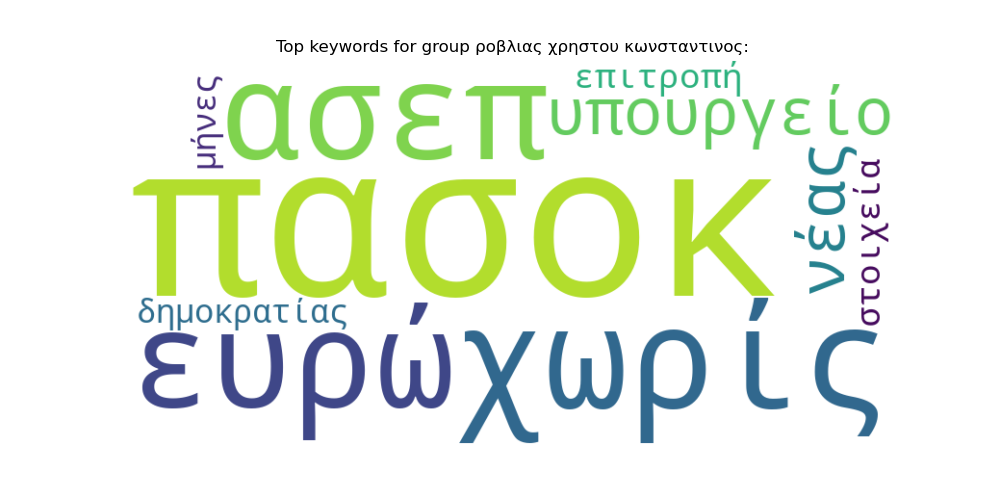 Top keywords for group ροβλιας χρηστου κωνσταντινος:
επιτροπή
μήνες
ασεπ
υπουργείο
πασοκ
νέας
στοιχεία
δημοκρατίας
ευρώ
χωρίς